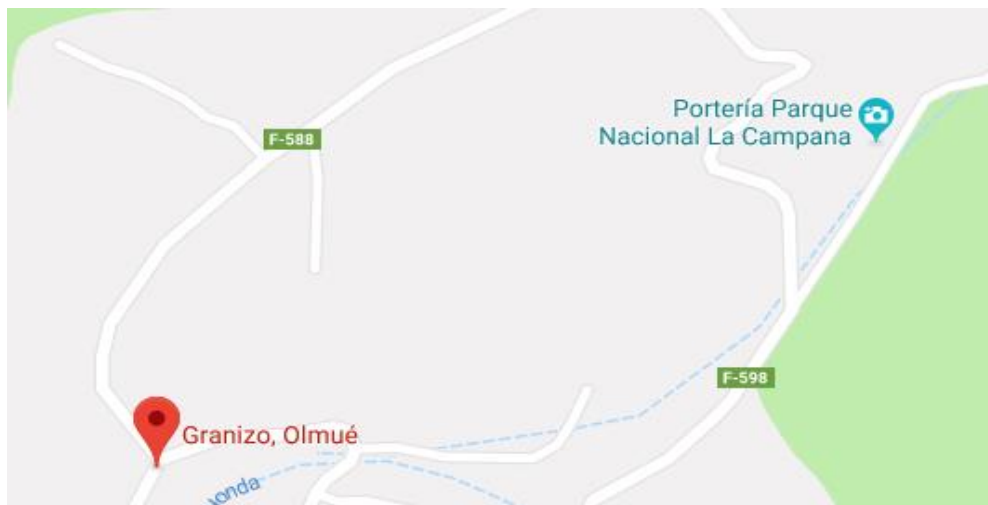 Portería Parque
Nacional La Campana
F-588
F-598
Granizo, Olmué